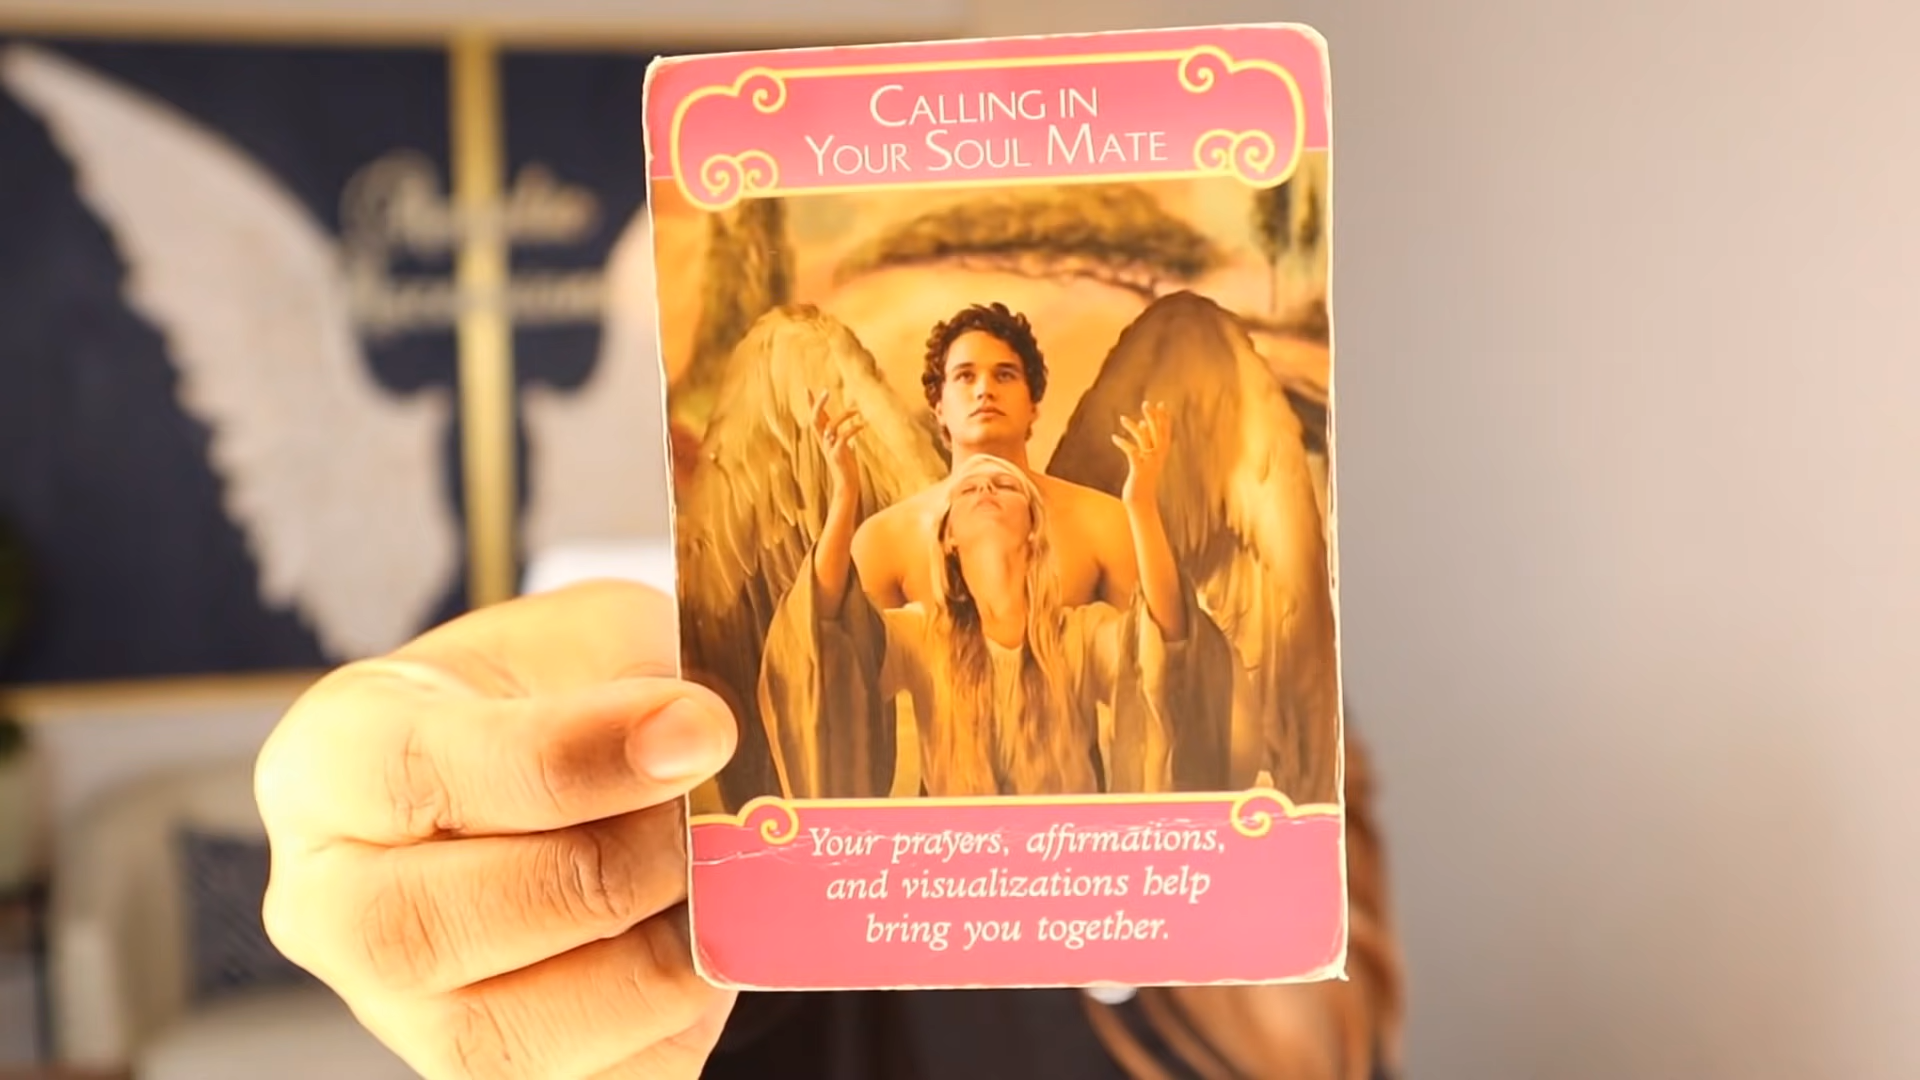 CALLING IN
YOUR SOUL MATE
Your prayers, affirmations,
and visualizations help
bring you together.